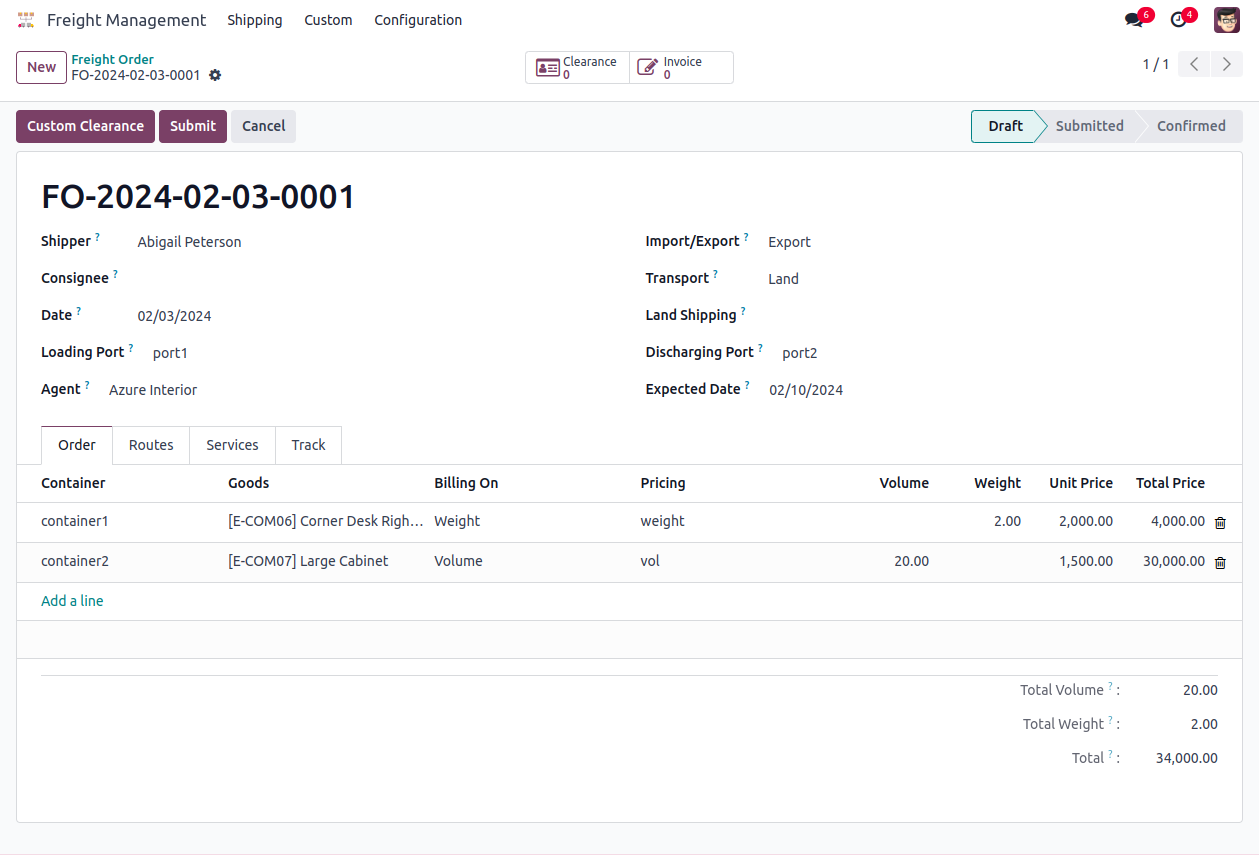 Freight Management Shipping Custom Configuration 6 4
New Freight Order
FO-2024-02-03-0001
Clearance
0
Invoice
0
1 / 1
Custom Clearance Submit Cancel Draft Submitted Confirmed
FO-2024-02-03-0001
Shipper ? Abigail Peterson Import/Export ? Export
Consignee ? Transport ? Land
Date ? 02/03/2024 Land Shipping ?
Loading Port ? port1 Discharging Port ? port2
Agent ? Azure Interior Expected Date ? 02/10/2024
Order Routes Services Track
Container Goods Billing On Pricing Volume Weight Unit Price Total Price
container1 [E-COM06] Corner Desk Righ... Weight weight 2.00 2,000.00 4,000.00
container2 [E-COM07] Large Cabinet Volume vol 20.00 1,500.00 30,000.00
Add a line
Total Volume ? : 20.00
Total Weight ? : 2.00
Total ? : 34,000.00